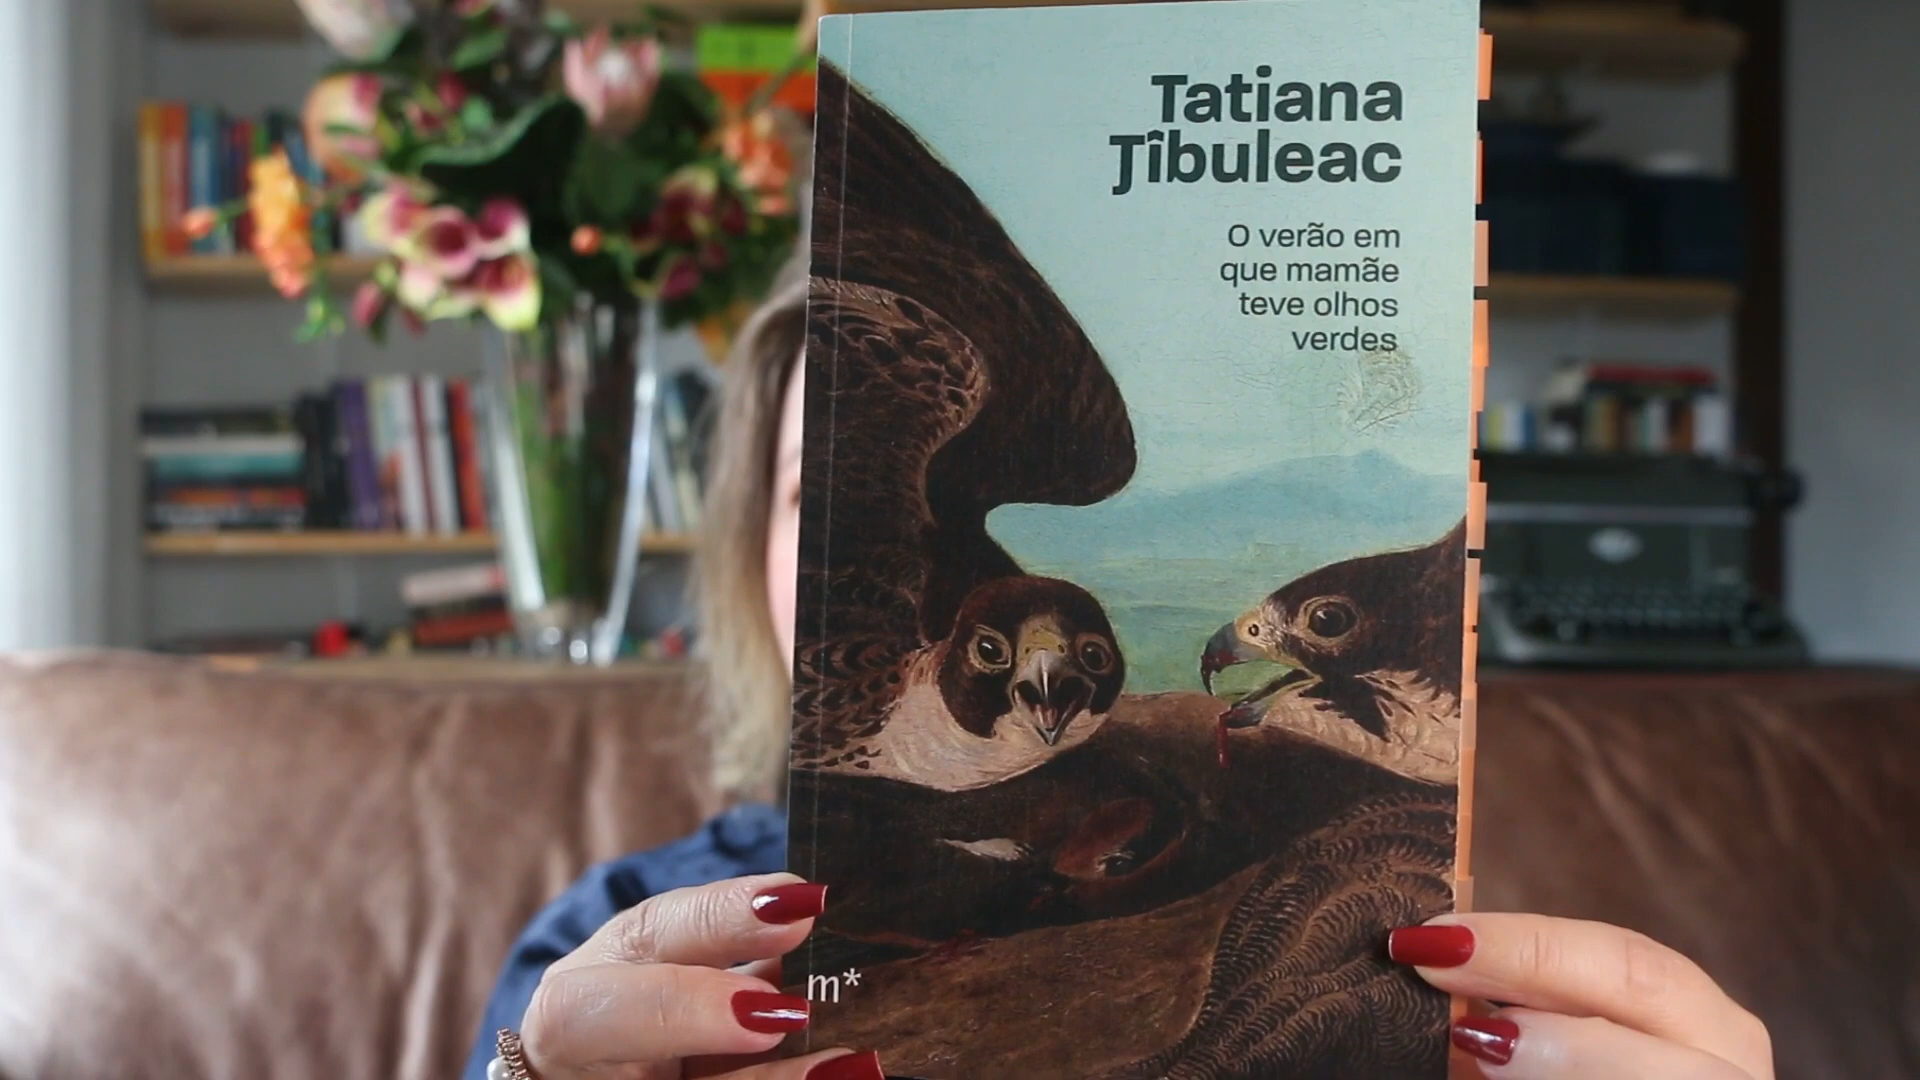 Tatiana
Țîbuleac
O verão em
que mamãe
teve olhos
verdes
m*